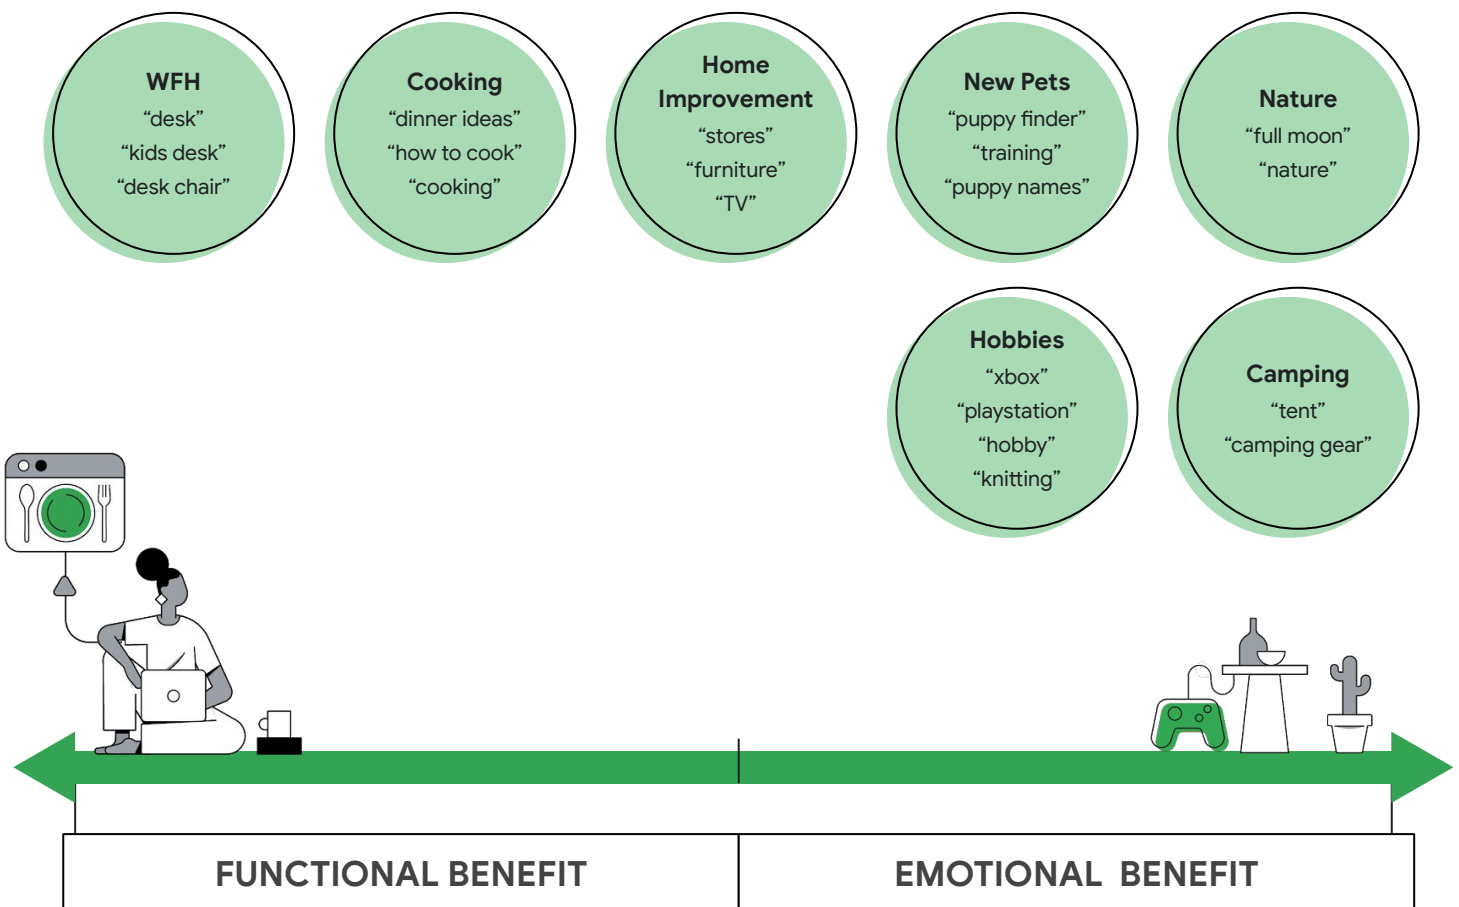 WFH
“desk”
“kids desk”
“desk chair”
Cooking
“dinner ideas”
“how to cook”
“cooking”
Home
Improvement
“stores”
“furniture”
“TV”
New Pets
“puppy finder”
“training”
“puppy names”
Nature
“full moon”
“nature”
Hobbies
“xbox”
“playstation”
“hobby”
“knitting”
Camping
“tent”
“camping gear”
FUNCTIONAL BENEFIT
EMOTIONAL BENEFIT